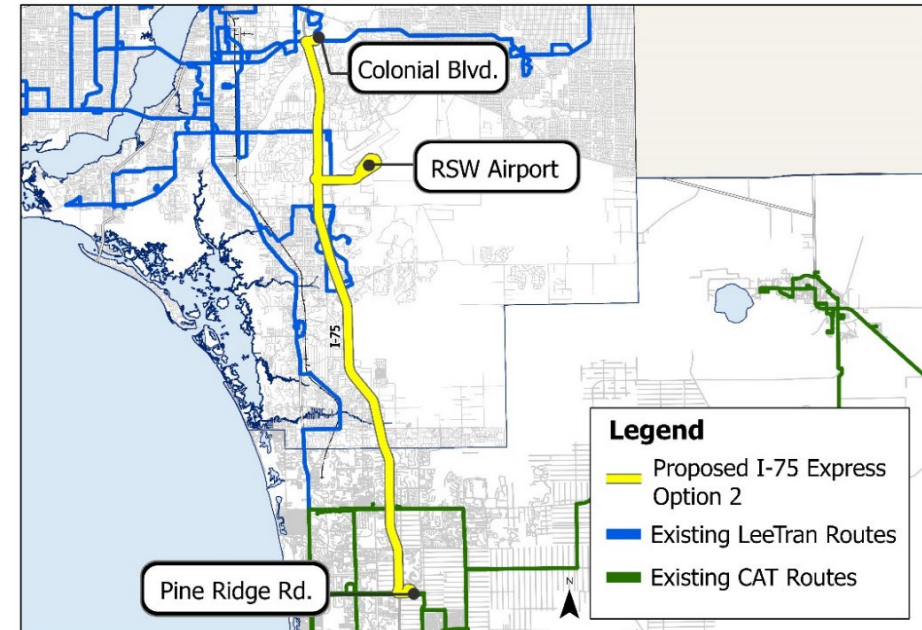 Colonial Blvd.
RSW Airport
I-75
Pine Ridge Rd.
Legend
Proposed I-75 Express
Option 2
Existing LeeTran Routes
Existing CAT Routes
N